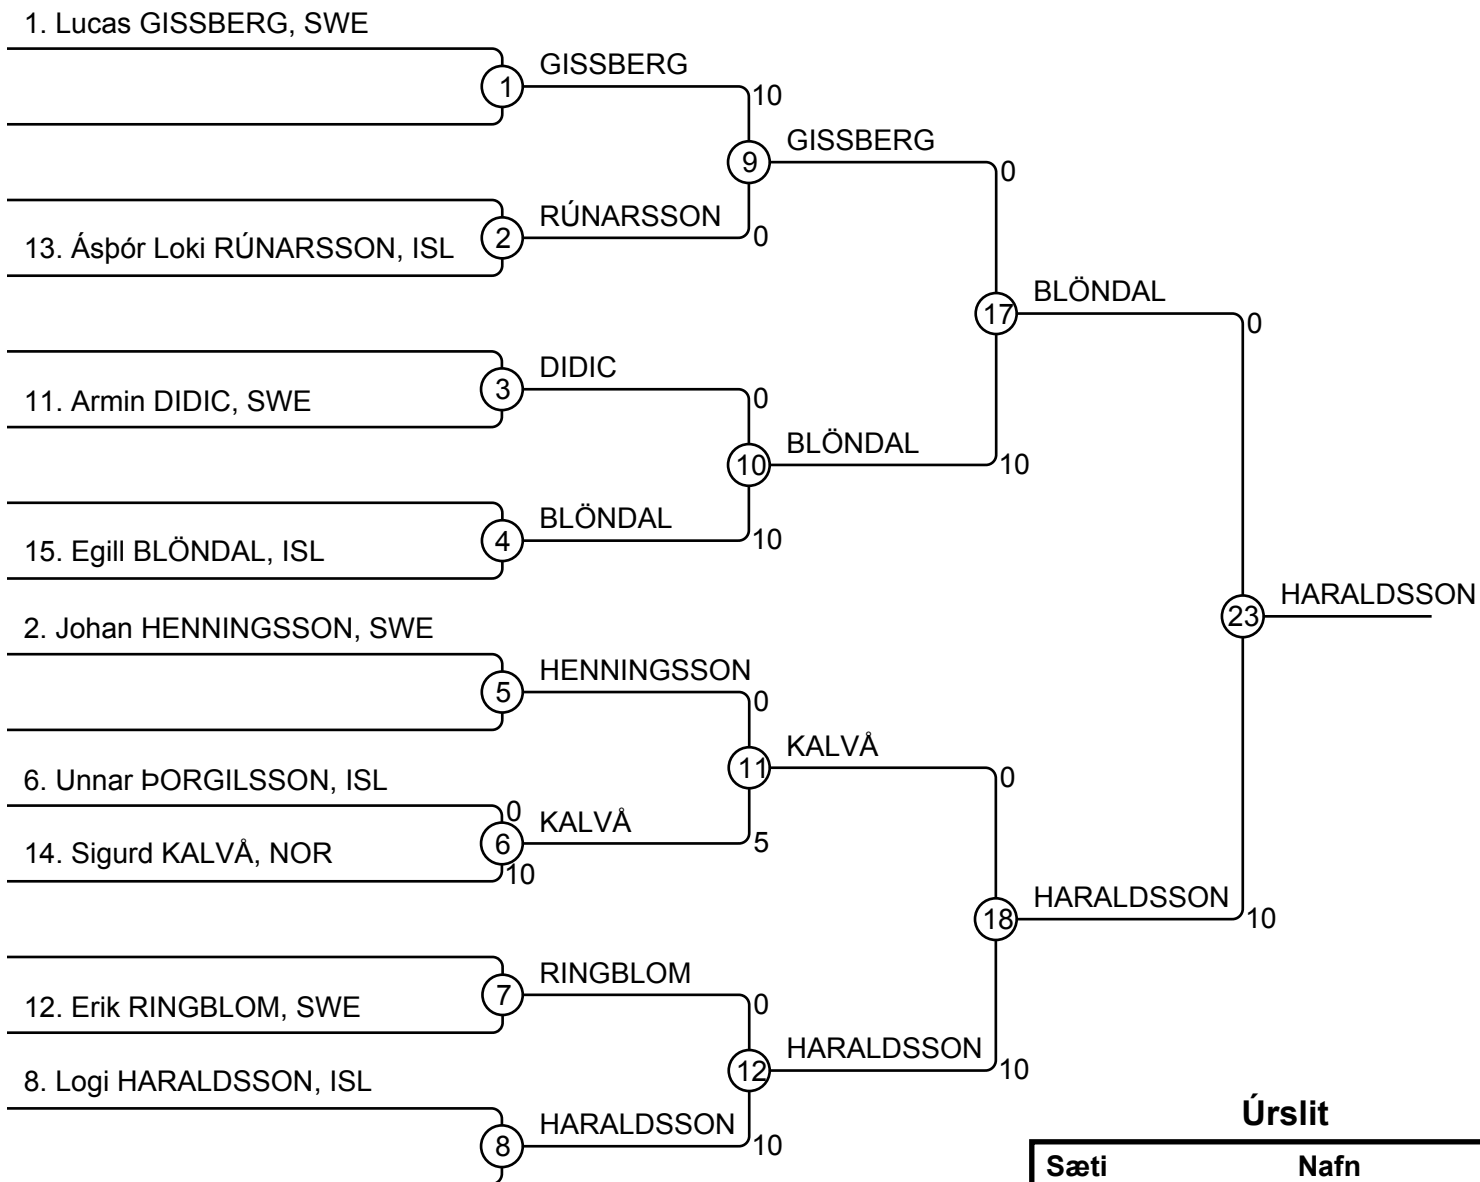 1. Lucas GISSBERG, SWE
1
GISSBERG
10
9
GISSBERG
0
13. Ásþór Loki RÚNARSSON, ISL
2
RÚNARSSON
0
17
BLÖNDAL
0
11. Armin DIDIC, SWE
3
DIDIC
0
10
BLÖNDAL
10
15. Egill BLÖNDAL, ISL
4
BLÖNDAL
10
23
HARALDSSON
2. Johan HENNINGSSON, SWE
5
HENNINGSSON
0
11
KALVÅ
0
6. Unnar ÞORGILSSON, ISL
0
14. Sigurd KALVÅ, NOR
6
10
KALVÅ
5
18
HARALDSSON
10
12. Erik RINGBLOM, SWE
7
RINGBLOM
0
12
HARALDSSON
10
8. Logi HARALDSSON, ISL
8
HARALDSSON
10
Úrslit
Sæti Nafn